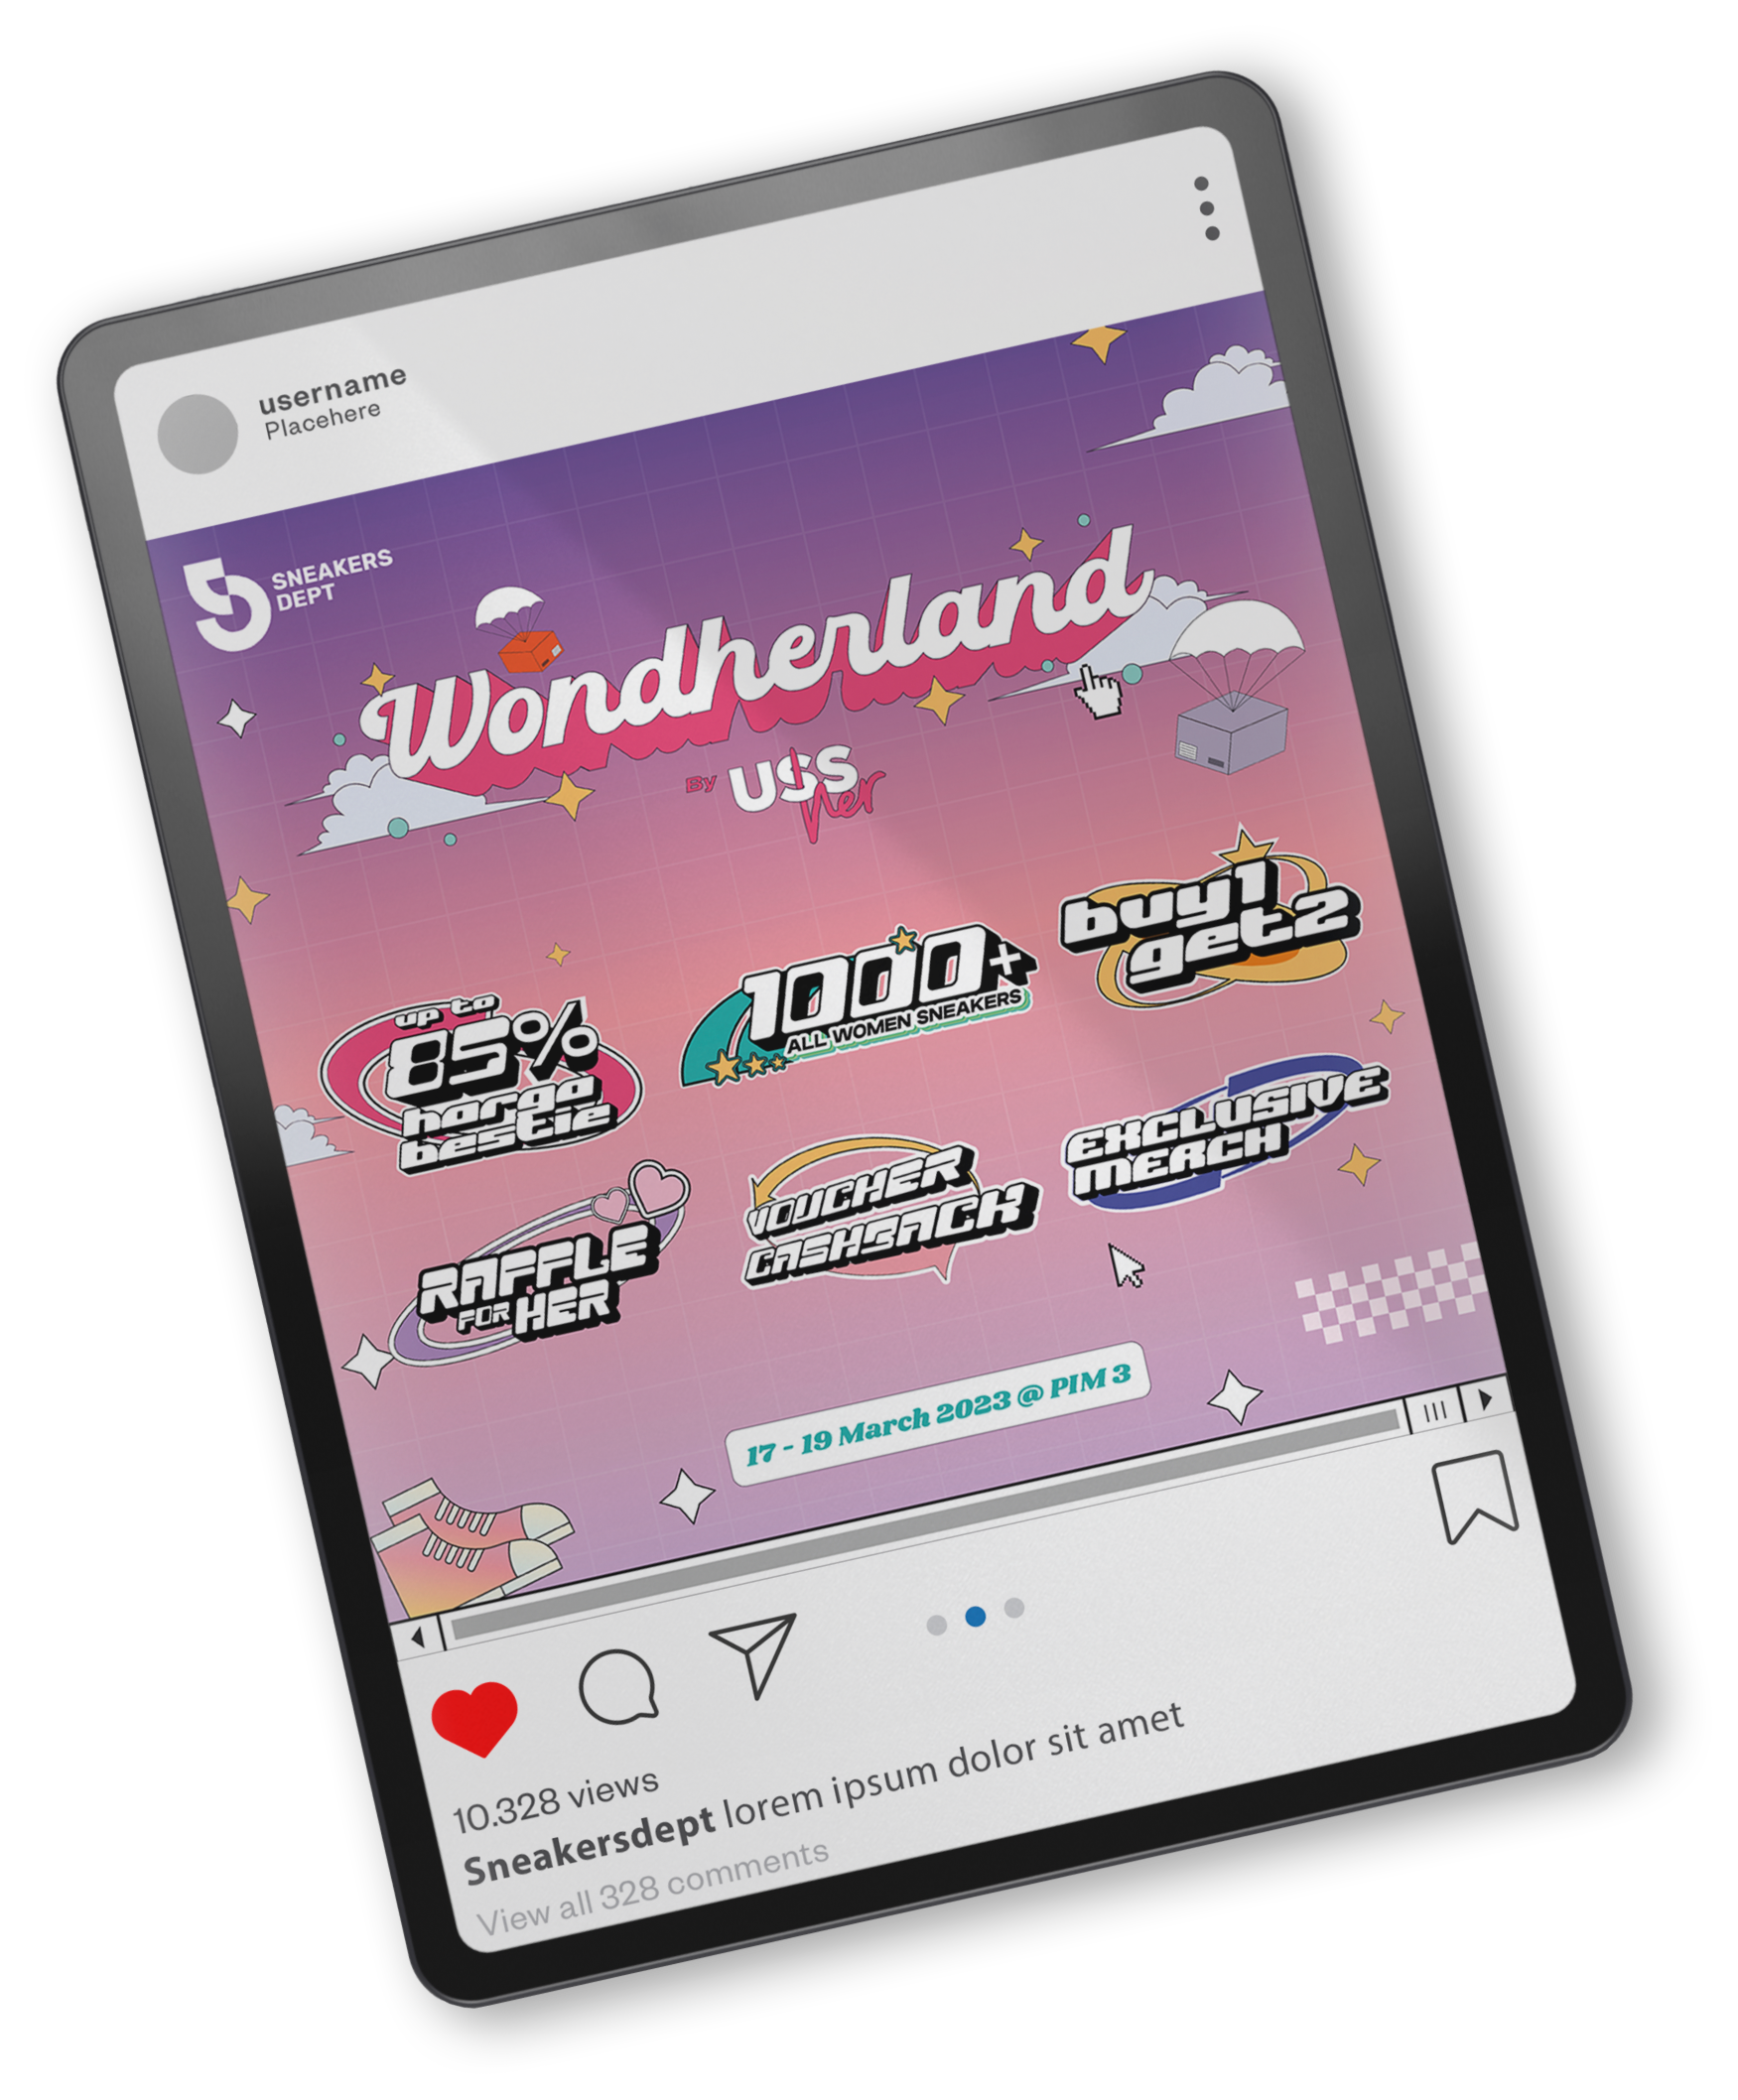 username
Placehere
SNEAKERS
DEPT
Wondherland
By USS
her
up to
85%
harga
bestie
1000+
ALL WOMEN SNEAKERS
buy1
get2
RAFFLE
FOR HER
VOUCHER
CASHBACK
EXCLUSIVE
MERCH
17 - 19 March 2023 @ PIM 3
10.328 views
Sneakersdept lorem ipsum dolor sit amet
View all 328 comments